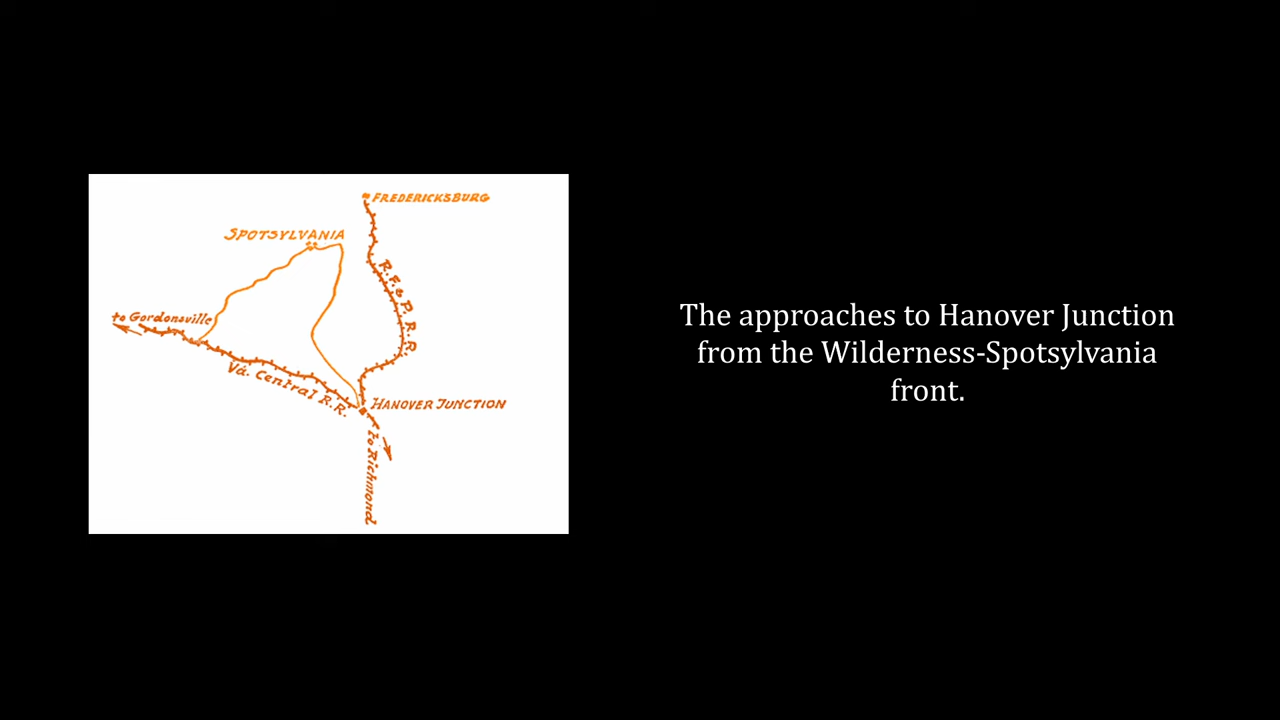 FREDERICKSBURG
SPOTSYLVANIA
R.F. & P. R.R.
to Gordonsville
Va. Central R.R.
HANOVER JUNCTION
to Richmond
The approaches to Hanover Junction
from the Wilderness-Spotsylvania
front.